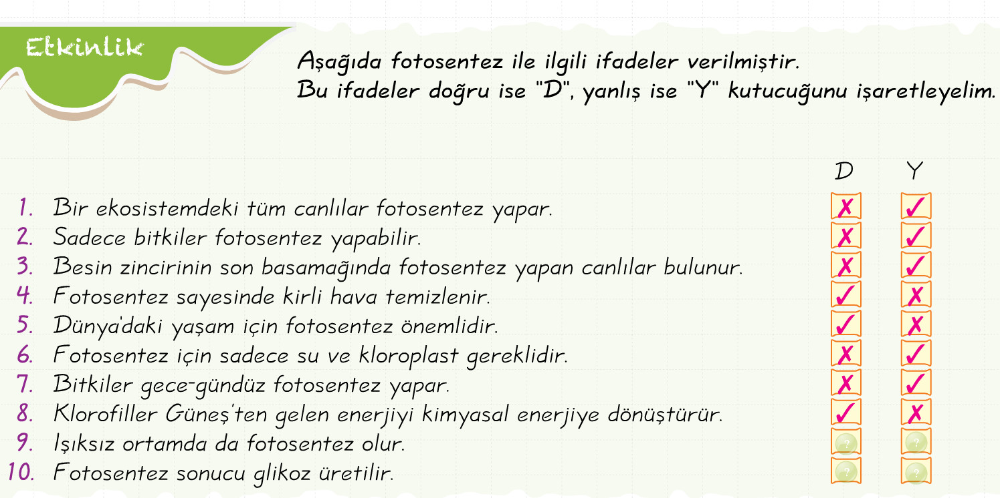 Etkinlik
Aşağıda fotosentez ile ilgili ifadeler verilmiştir.
Bu ifadeler doğru ise "D", yanlış ise "Y" kutucuğunu işaretleyelim.
D Y
1. Bir ekosistemdeki tüm canlılar fotosentez yapar. ✗ ✓
2. Sadece bitkiler fotosentez yapabilir. ✗ ✓
3. Besin zincirinin son basamağında fotosentez yapan canlılar bulunur. ✗ ✓
4. Fotosentez sayesinde kirli hava temizlenir. ✓ ✗
5. Dünya'daki yaşam için fotosentez önemlidir. ✓ ✗
6. Fotosentez için sadece su ve kloroplast gereklidir. ✗ ✓
7. Bitkiler gece-gündüz fotosentez yapar. ✗ ✓
8. Klorofiller Güneş'ten gelen enerjiyi kimyasal enerjiye dönüştürür. ✓ ✗
9. Işıksız ortamda da fotosentez olur. ? ?
10. Fotosentez sonucu glikoz üretilir. ? ?